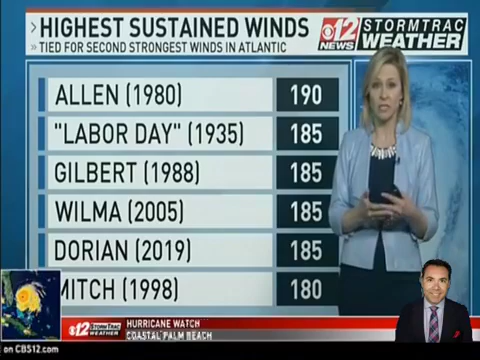 > HIGHEST SUSTAINED WINDS
» TIED FOR SECOND STRONGEST WINDS IN ATLANTIC
12 NEWS
STORMTRAC WEATHER
ALLEN (1980) 190
"LABOR DAY" (1935) 185
GILBERT (1988) 185
WILMA (2005) 185
DORIAN (2019) 185
MITCH (1998) 180
12 STORMTRAC WEATHER
HURRICANE WATCH
COASTAL PALM BEACH
on CBS12.com